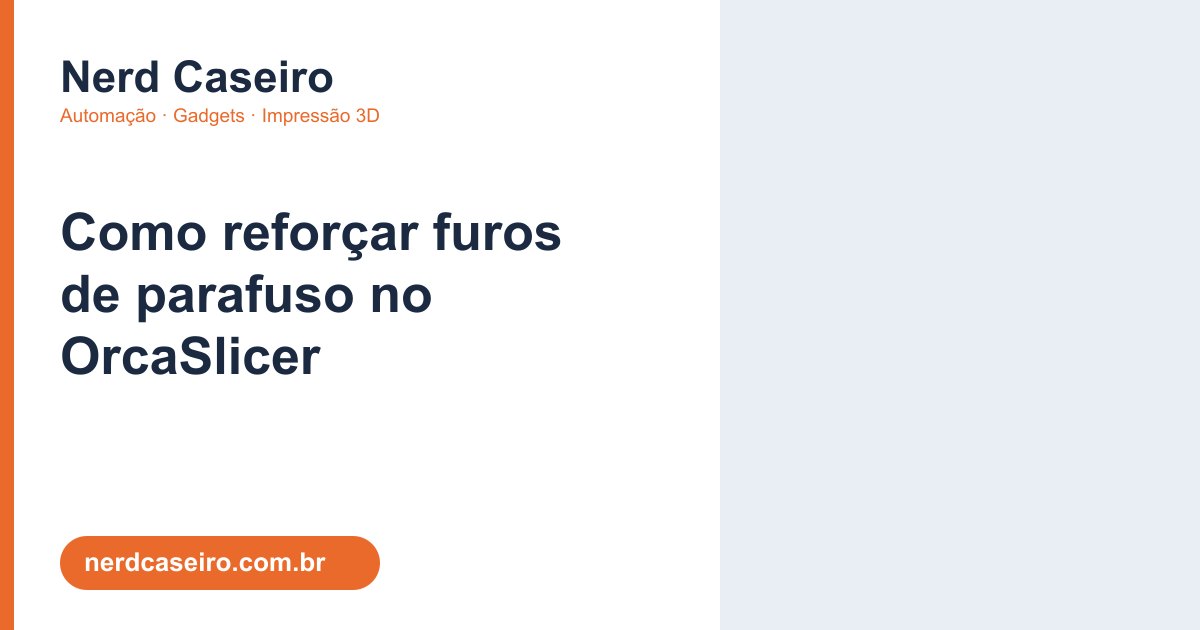 Nerd Caseiro
Automação · Gadgets · Impressão 3D
Como reforçar furos
de parafuso no
OrcaSlicer
nerdcaseiro.com.br